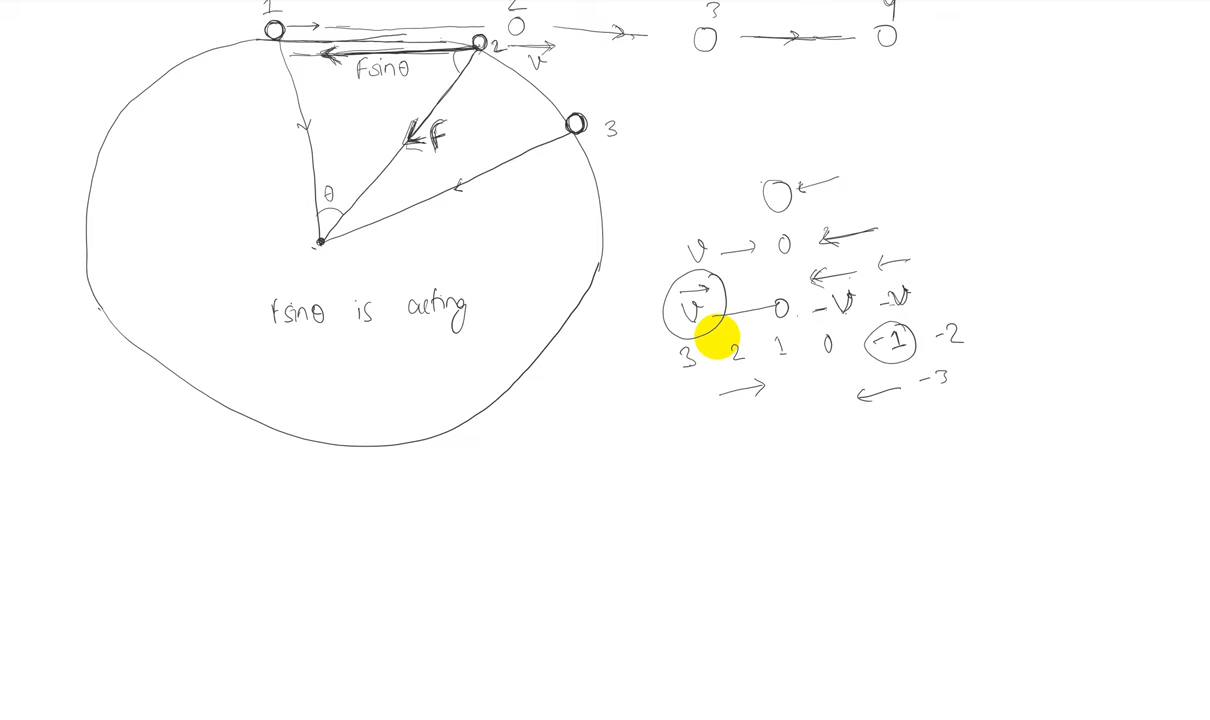 1 2 3 4
2
v
Fsinθ
F
3
θ
v → 0
v 0 -v -v
Fsinθ is acting
3 2 1 0 -1 -2
-3